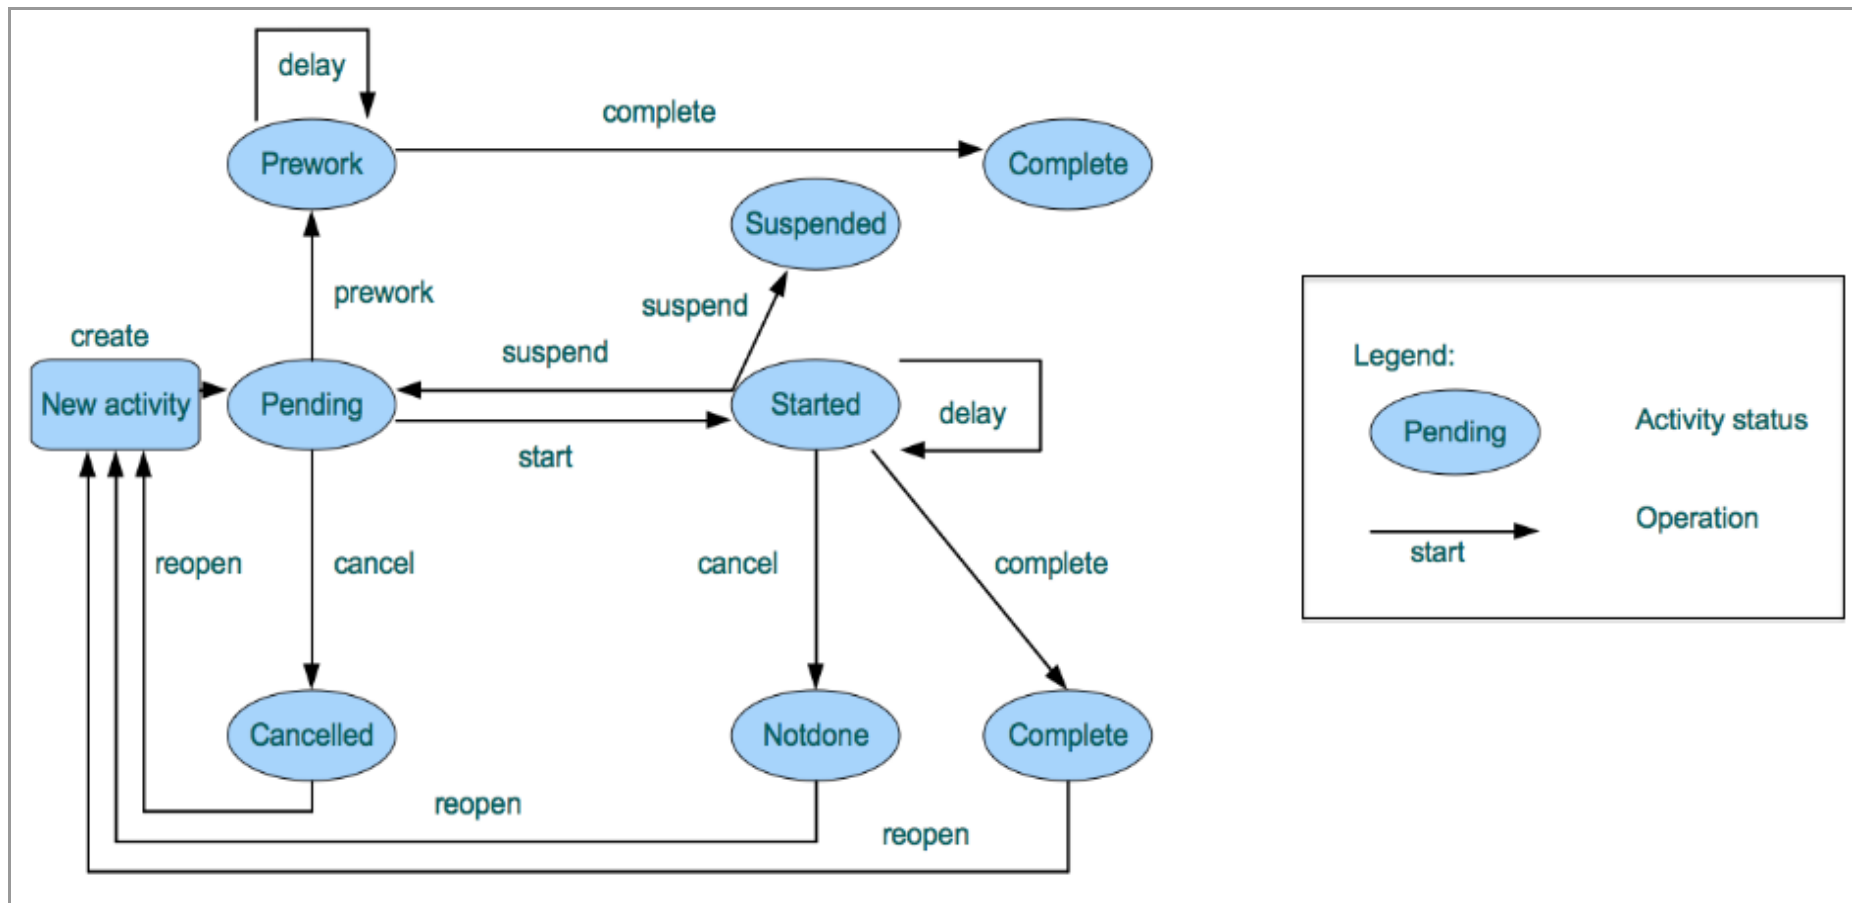 delay
complete
Prework
Complete
Suspended
prework
suspend
create
suspend
New activity
Pending
Started
delay
start
reopen
cancel
cancel
complete
Cancelled
Notdone
Complete
reopen
reopen
Legend:
Pending
Activity status
start
Operation